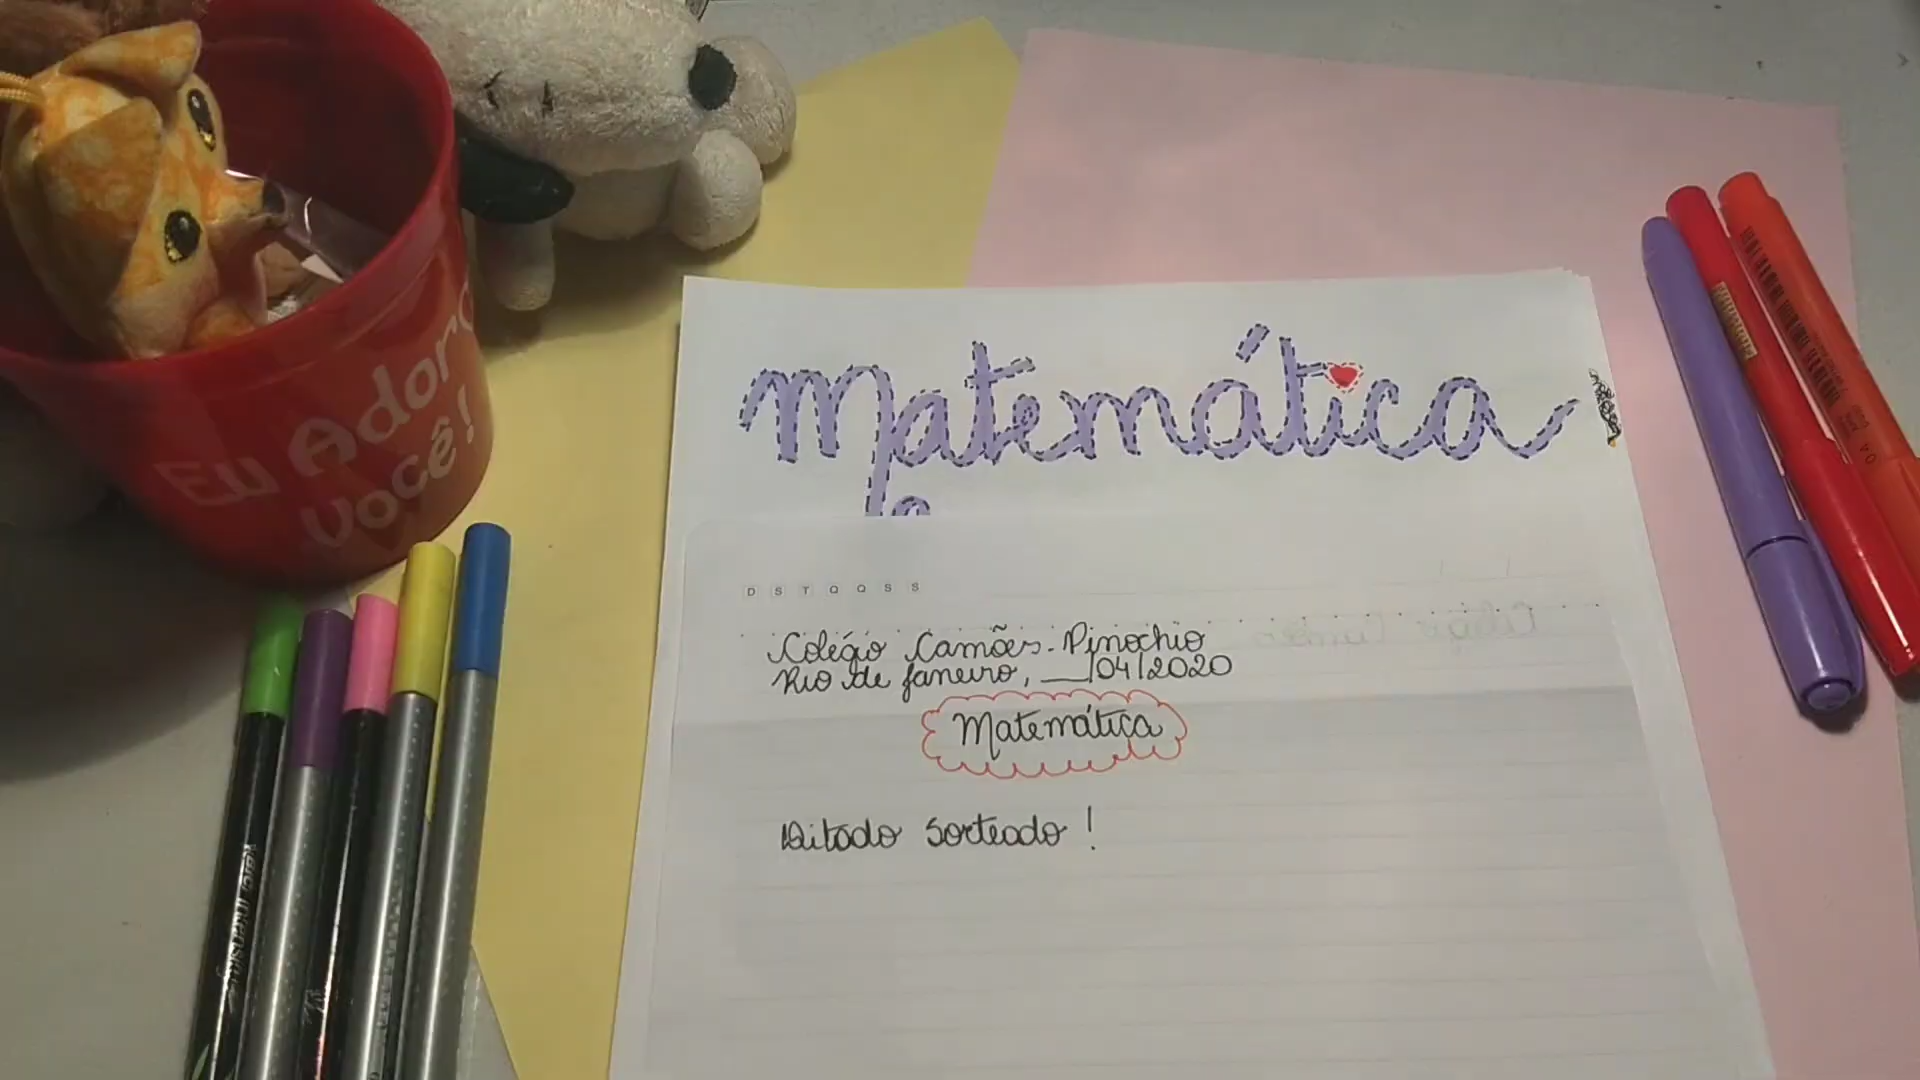 Eu Adoro
Você!
Matemática
D S T Q Q S S
Colégio Camões-Pinochio
Rio de Janeiro, __/04/2020
Matemática
Ditado Sorteado!